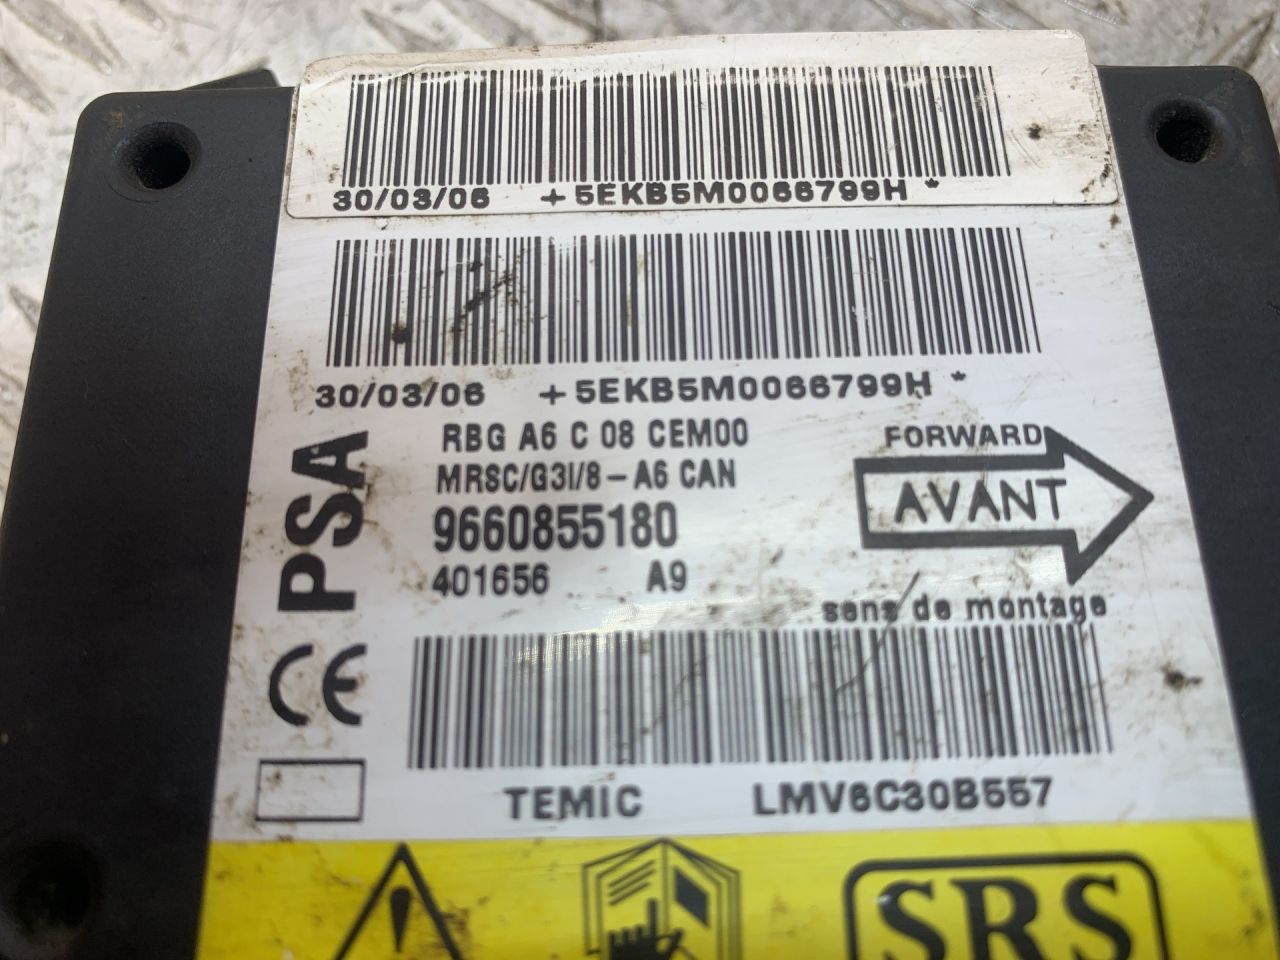 30/03/06 +5EKB5M0066799H *
30/03/06 +5EKB5M0066799H *
PSA
RBG A6 C 08 CEM00
MRSC/G3I/8-A6 CAN
9660855180
401656 A9
FORWARD
AVANT
sens de montage
CE
TEMIC LMV6C30B557
SRS